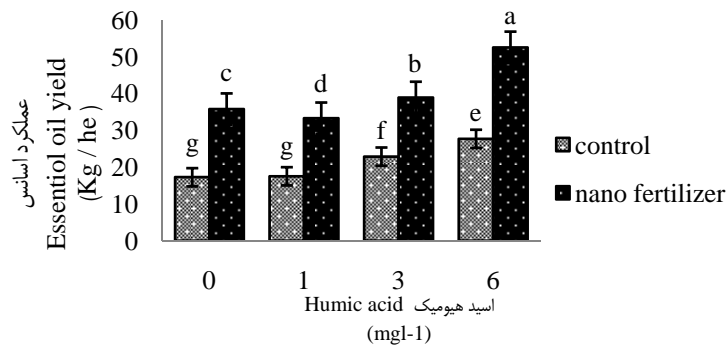 عملکرد اسانس
Essentiol oil yield
(Kg / he )
60
50
40
30
20
10
0
g
c
g
d
f
b
e
a
0
1
3
6
Humic acid اسید هیومیک
(mgl-1)
control
nano fertilizer